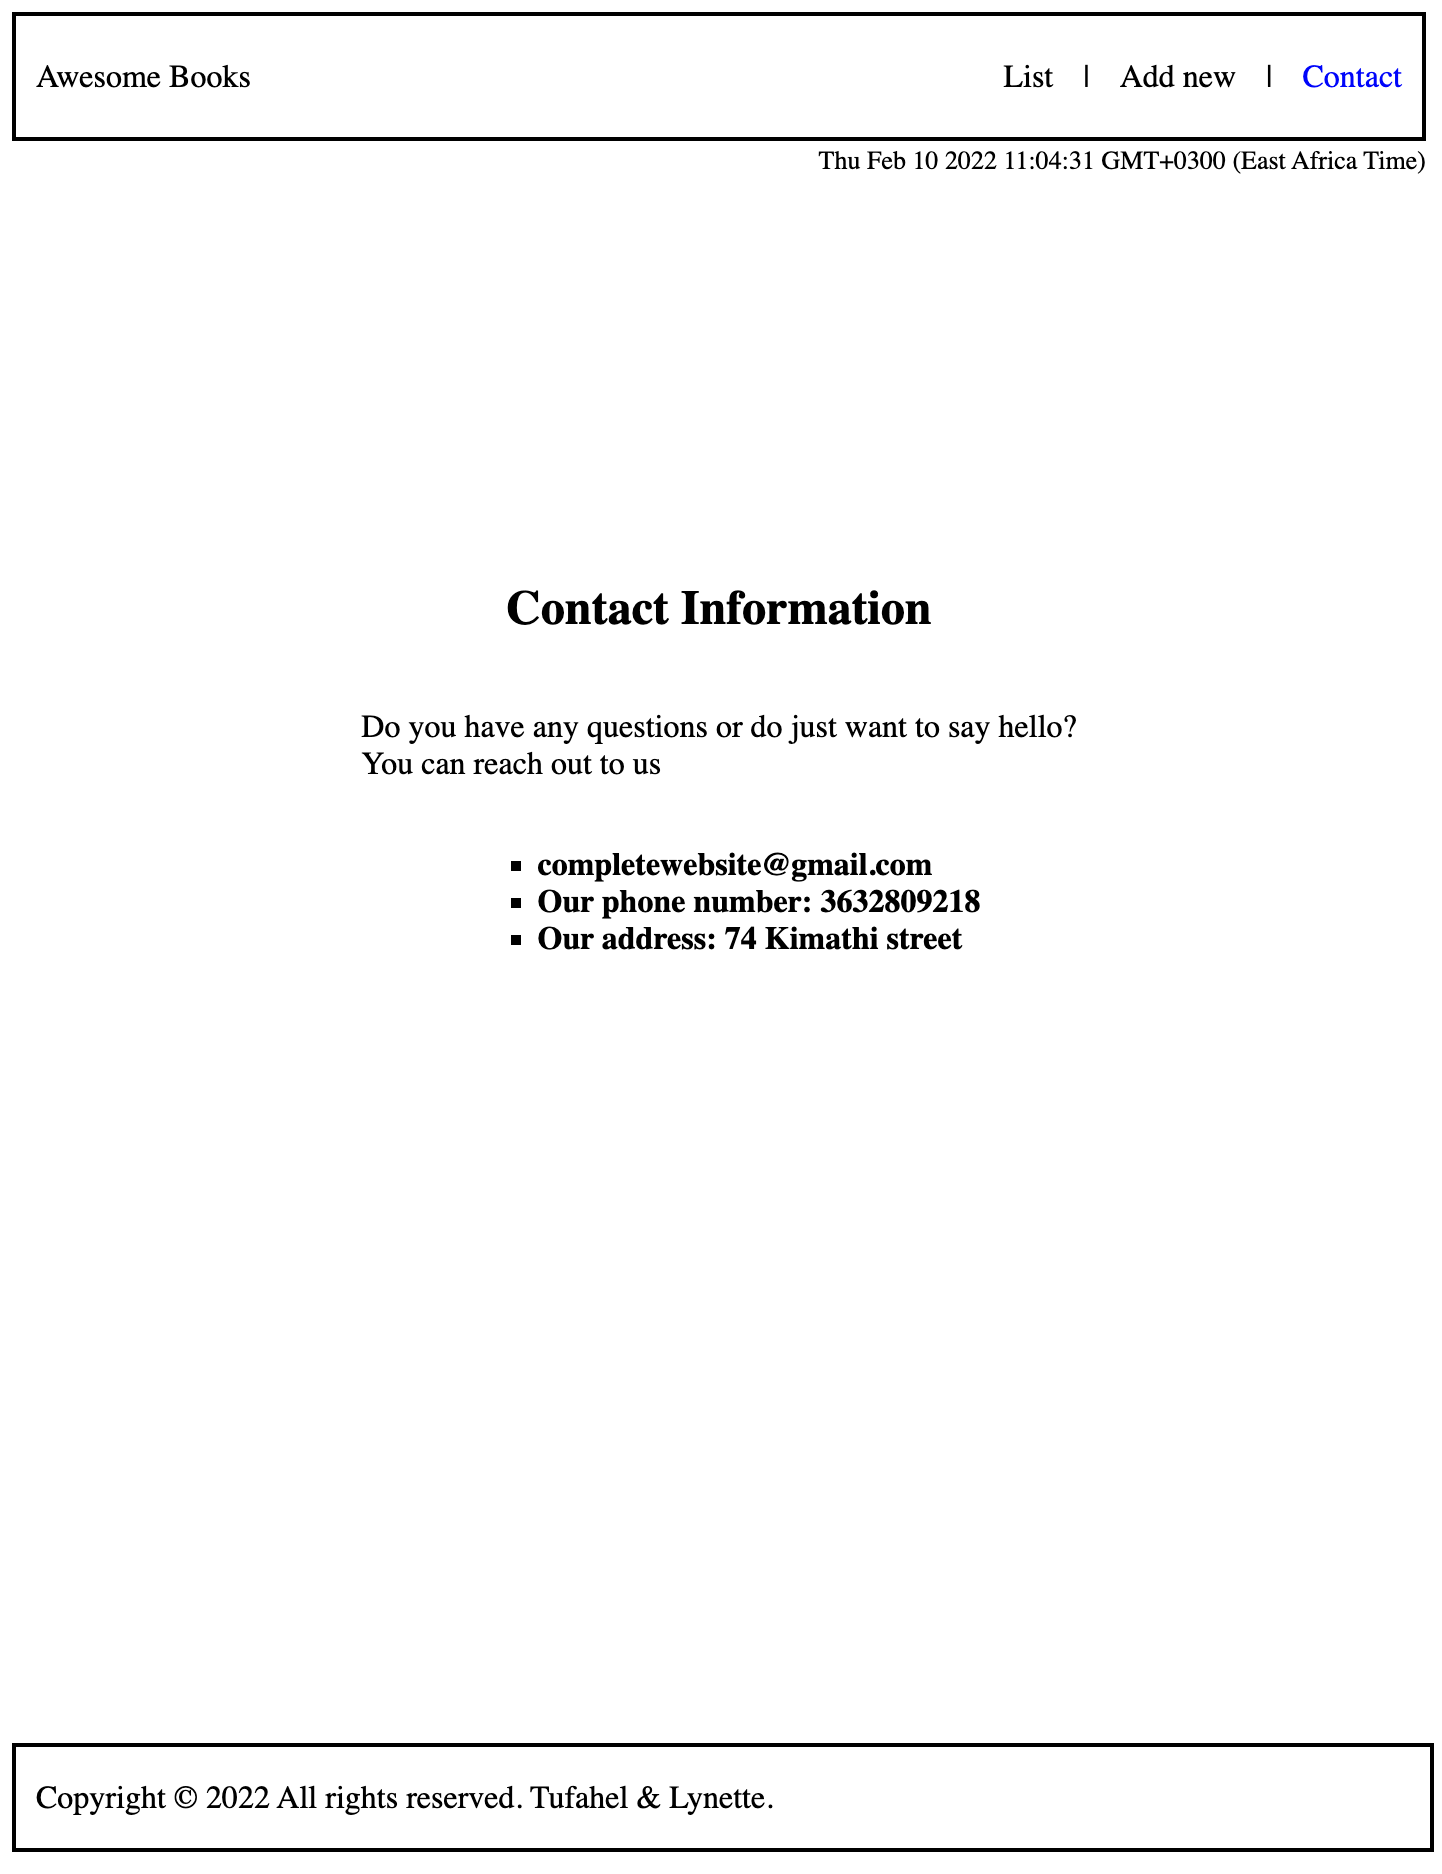 Awesome Books
List | Add new | Contact
Thu Feb 10 2022 11:04:31 GMT+0300 (East Africa Time)
Contact Information
Do you have any questions or do just want to say hello?
You can reach out to us
▪ completewebsite@gmail.com
▪ Our phone number: 3632809218
▪ Our address: 74 Kimathi street
Copyright © 2022 All rights reserved. Tufahel & Lynette.